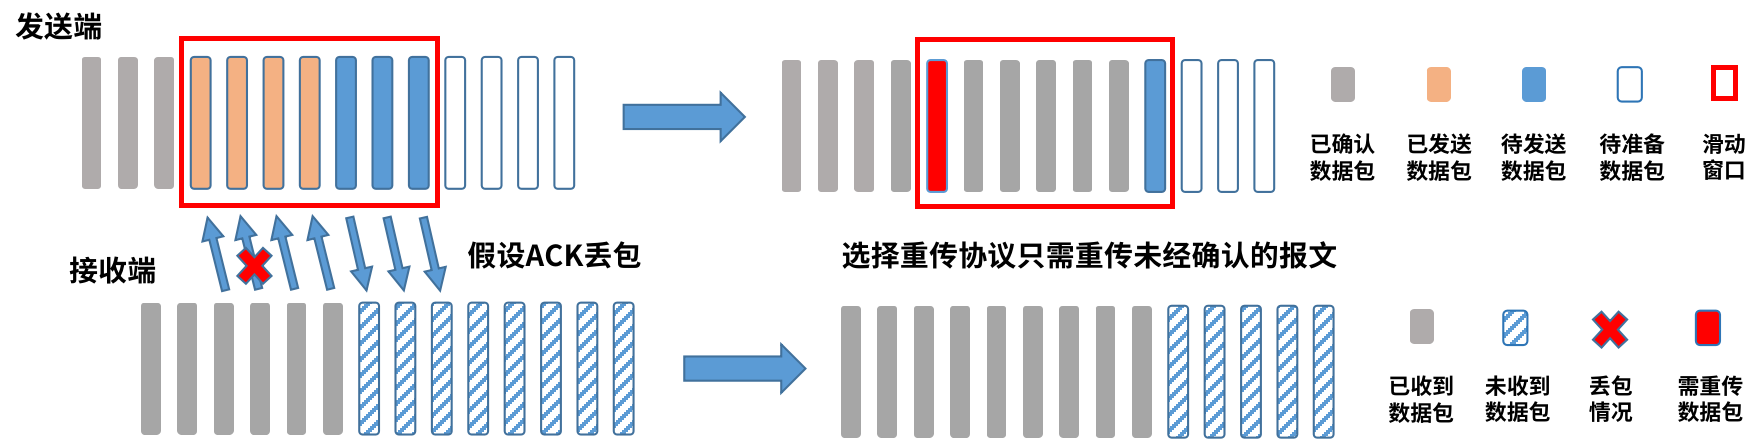 发送端
已确认
数据包
已发送
数据包
待发送
数据包
待准备
数据包
滑动
窗口
接收端
假设ACK丢包
选择重传协议只需重传未经确认的报文
已收到
数据包
未收到
数据包
丢包
情况
需重传
数据包